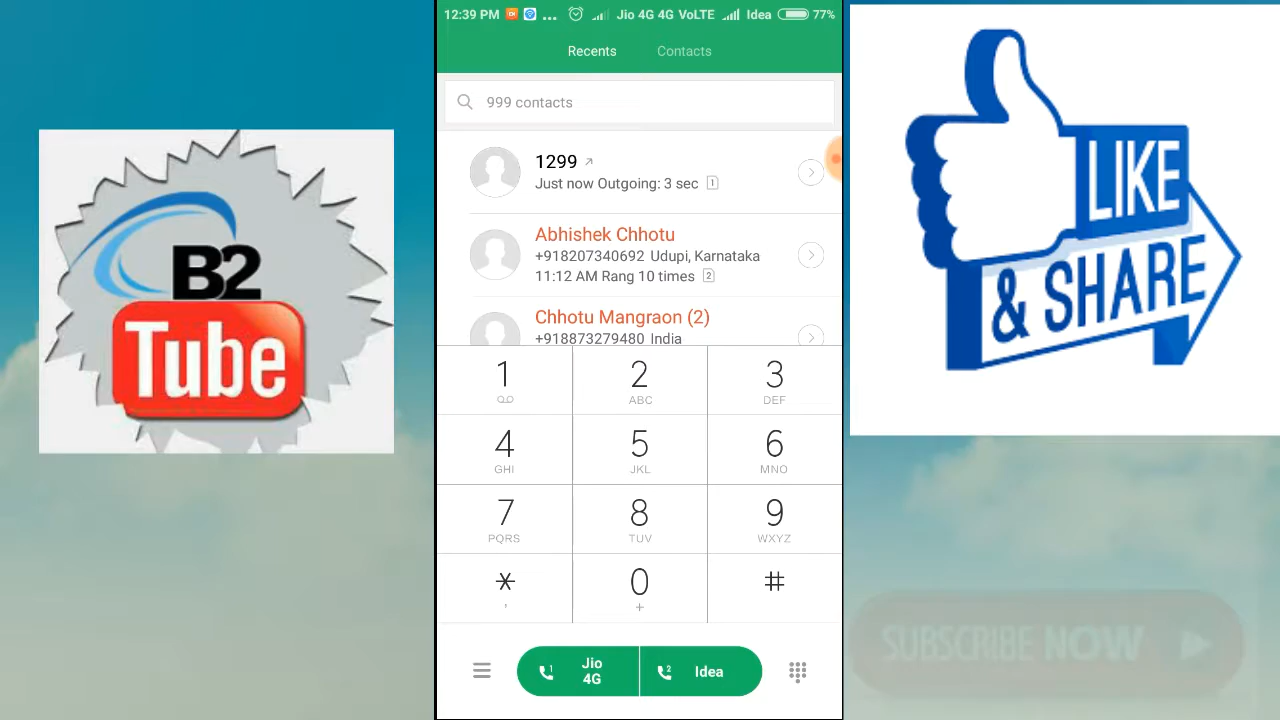 12:39 PM ... Jio 4G 4G VoLTE Idea 77%
Recents Contacts
999 contacts
1299
Just now Outgoing: 3 sec 1
Abhishek Chhotu
+918207340692 Udupi, Karnataka
11:12 AM Rang 10 times 2
Chhotu Mangraon (2)
+918873279480 India
1 2 3
ABC DEF
4 5 6
GHI JKL MNO
7 8 9
PQRS TUV WXYZ
* 0 #
, +
1 Jio 4G 2 Idea
B2
Tube
LIKE
& SHARE
SUBSCRIBE NOW